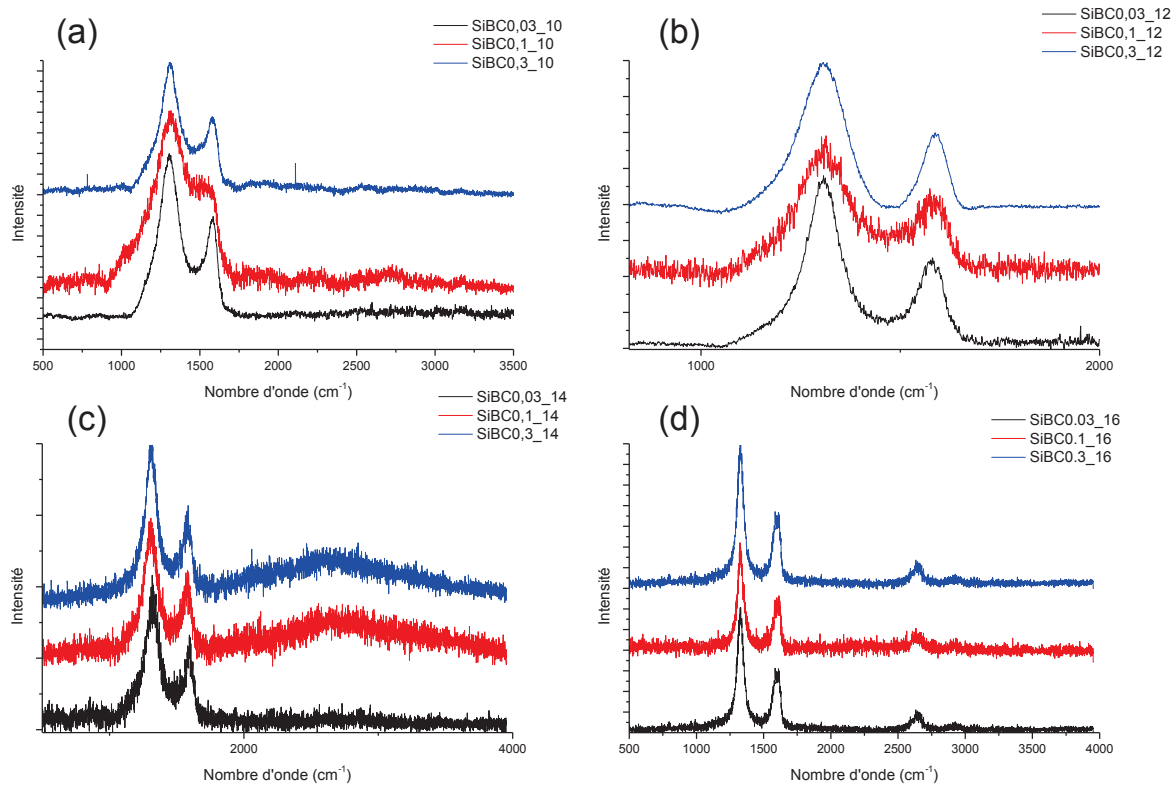 (a)
SiBC0,03_10
SiBC0,1_10
SiBC0,3_10
Intensité
500 1000 1500 2000 2500 3000 3500
Nombre d'onde (cm-1)
(b)
SiBC0,03_12
SiBC0,1_12
SiBC0,3_12
Intensité
1000 2000
Nombre d'onde (cm-1)
(c)
SiBC0,03_14
SiBC0,1_14
SiBC0,3_14
Intensité
2000 4000
Nombre d'onde (cm-1)
(d)
SiBC0.03_16
SiBC0.1_16
SiBC0.3_16
Intensité
500 1000 1500 2000 2500 3000 3500 4000
Nombre d'onde (cm-1)